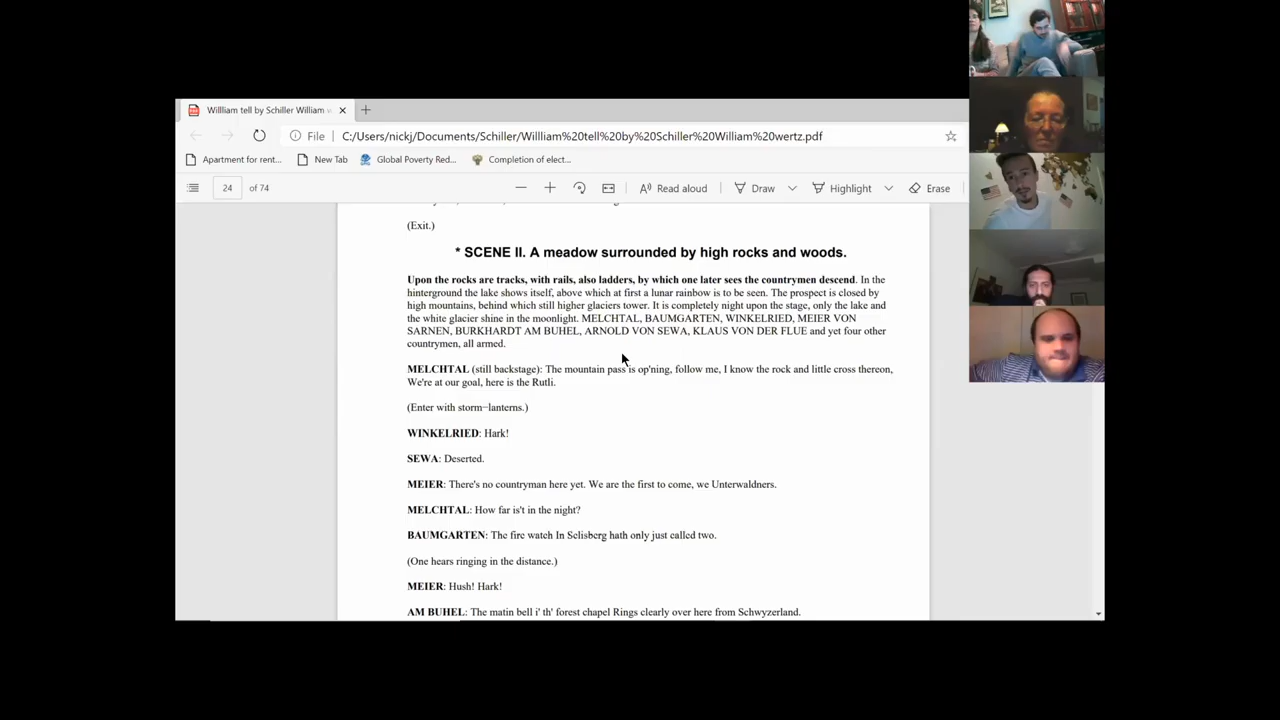 Willliam tell by Schiller William w
File C:/Users/nickj/Documents/Schiller/Willliam%20tell%20by%20Schiller%20William%20wertz.pdf
Apartment for rent... New Tab Global Poverty Red... Completion of elect...
24 of 74 Read aloud Draw Highlight Erase
(Exit.)
* SCENE II. A meadow surrounded by high rocks and woods.
Upon the rocks are tracks, with rails, also ladders, by which one later sees the countrymen descend. In the
hinterground the lake shows itself, above which at first a lunar rainbow is to be seen. The prospect is closed by
high mountains, behind which still higher glaciers tower. It is completely night upon the stage, only the lake and
the white glacier shine in the moonlight. MELCHTAL, BAUMGARTEN, WINKELRIED, MEIER VON
SARNEN, BURKHARDT AM BUHEL, ARNOLD VON SEWA, KLAUS VON DER FLUE and yet four other
countrymen, all armed.
MELCHTAL (still backstage): The mountain pass is op'ning, follow me, I know the rock and little cross thereon,
We're at our goal, here is the Rutli.
(Enter with storm−lanterns.)
WINKELRIED: Hark!
SEWA: Deserted.
MEIER: There's no countryman here yet. We are the first to come, we Unterwaldners.
MELCHTAL: How far is't in the night?
BAUMGARTEN: The fire watch In Selisberg hath only just called two.
(One hears ringing in the distance.)
MEIER: Hush! Hark!
AM BUHEL: The matin bell i' th' forest chapel Rings clearly over here from Schwyzerland.